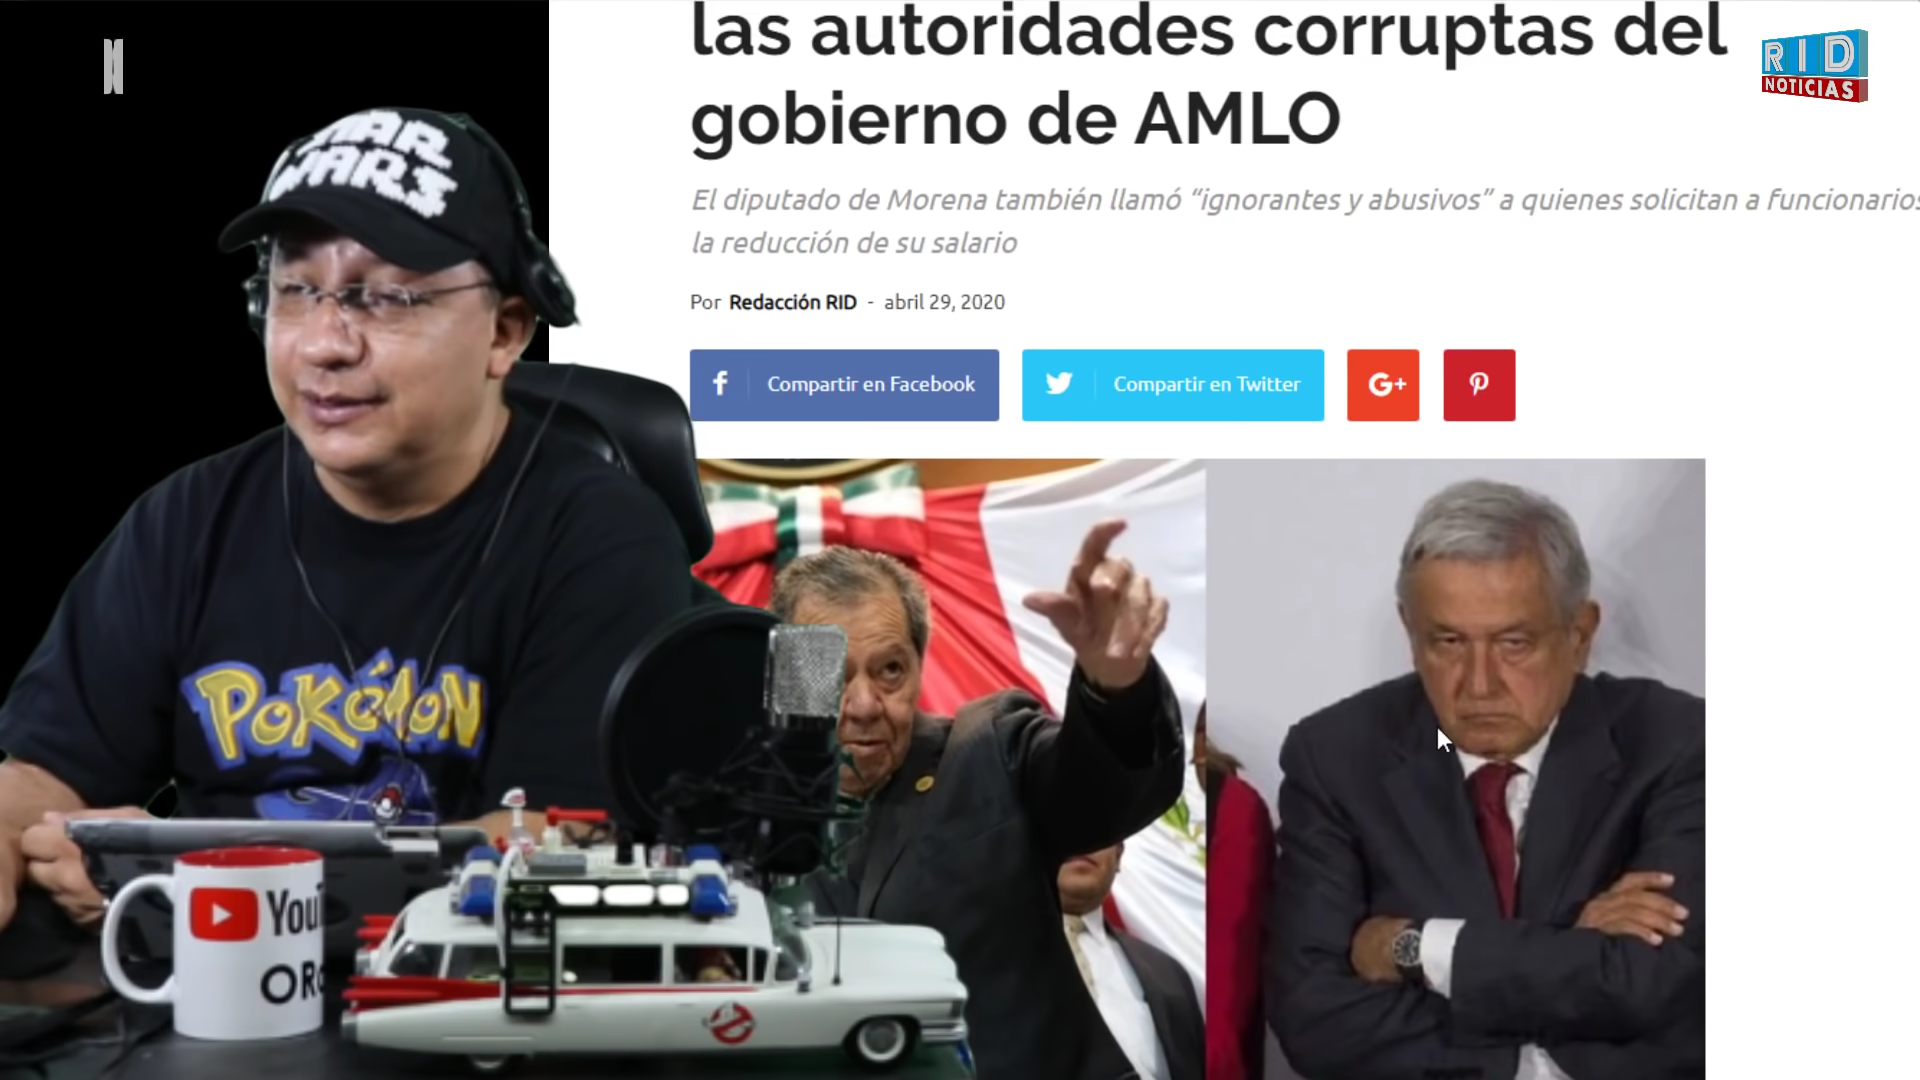 las autoridades corruptas del
gobierno de AMLO
RID
NOTICIAS
El diputado de Morena también llamó “ignorantes y abusivos” a quienes solicitan a funcionarios
la reducción de su salario
Por Redacción RID - abril 29, 2020
f Compartir en Facebook
Compartir en Twitter
G+
STAR
WARS
POKéMON
You